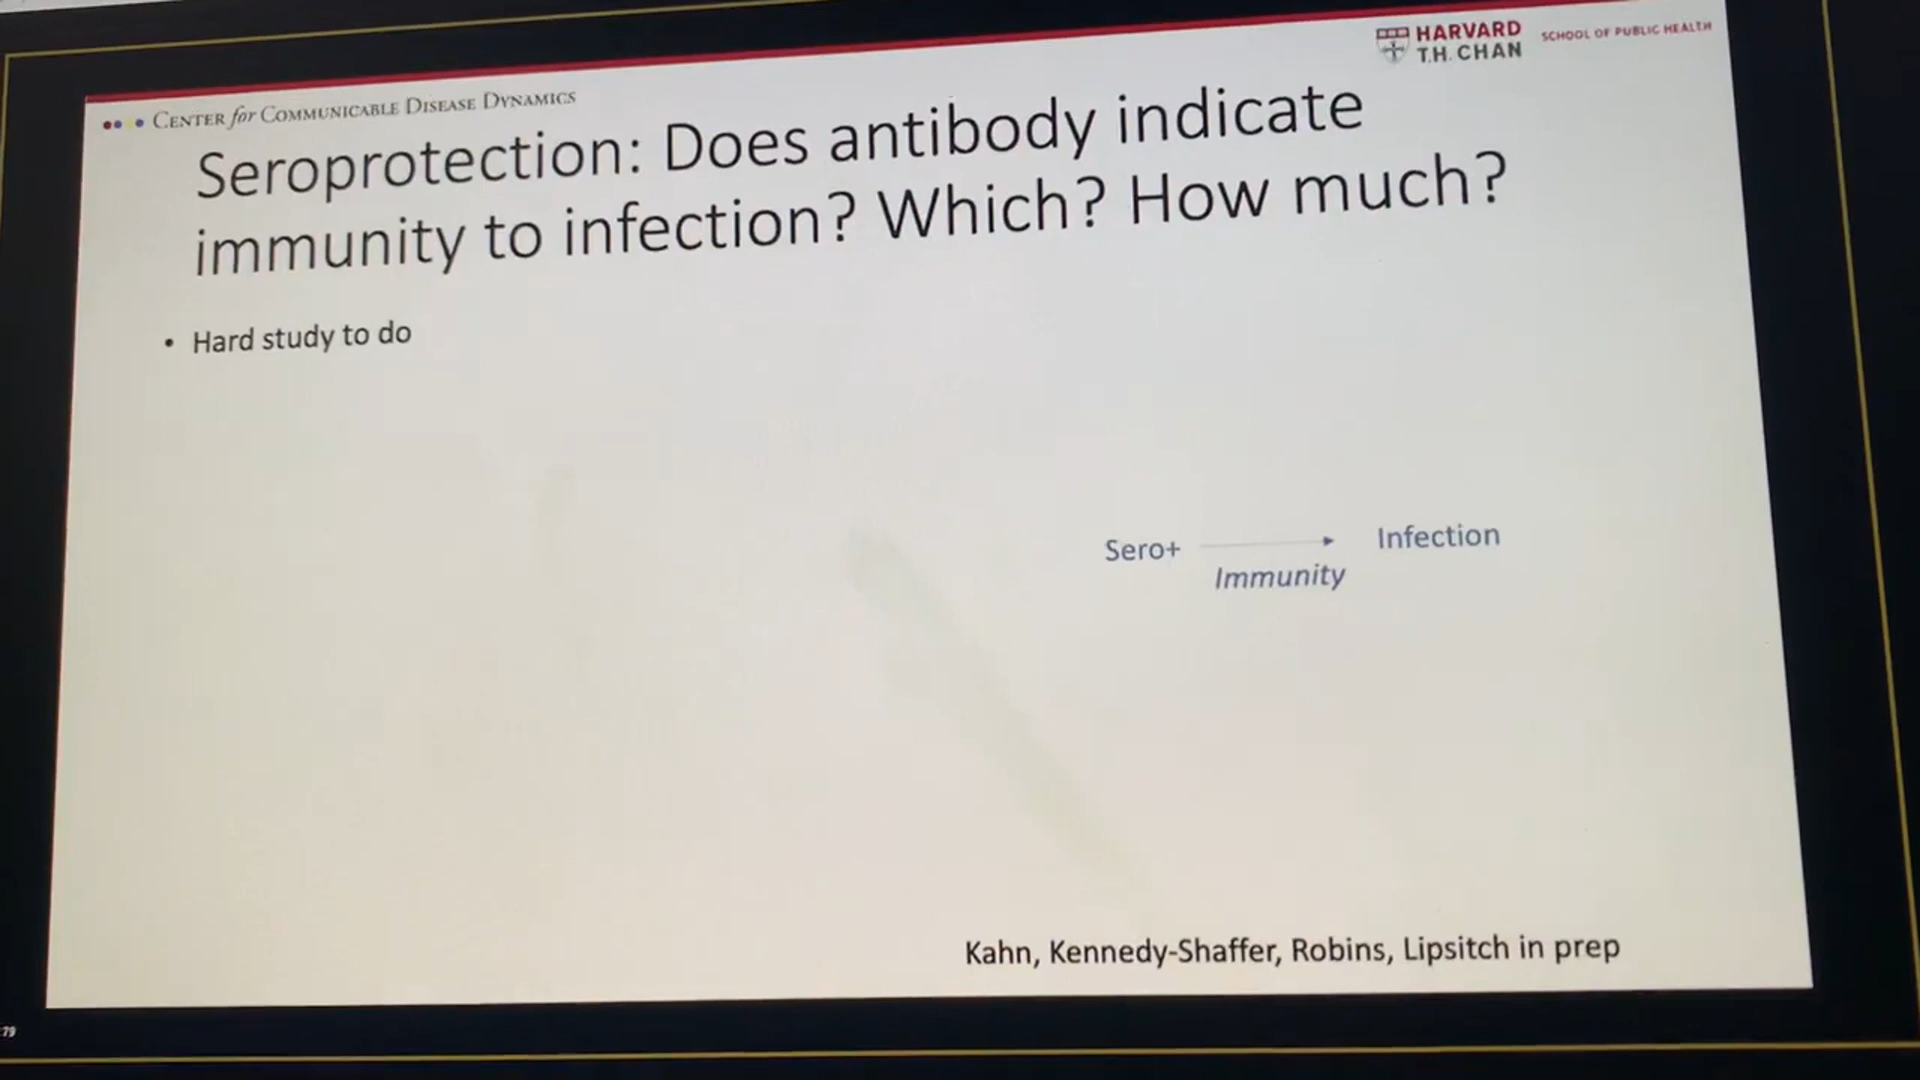 HARVARD
T.H. CHAN
SCHOOL OF PUBLIC HEALTH
CENTER for COMMUNICABLE DISEASE DYNAMICS
Seroprotection: Does antibody indicate
immunity to infection? Which? How much?
• Hard study to do
Sero+
Infection
Immunity
Kahn, Kennedy-Shaffer, Robins, Lipsitch in prep
79